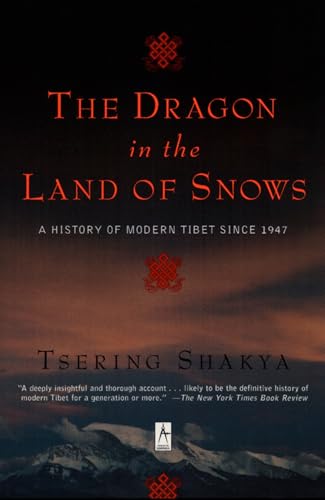 THE DRAGON
in the
LAND OF SNOWS
A HISTORY OF MODERN TIBET SINCE 1947
TSERING SHAKYA
"A deeply insightful and thorough account . . . likely to be the definitive history of
modern Tibet for a generation or more." —The New York Times Book Review